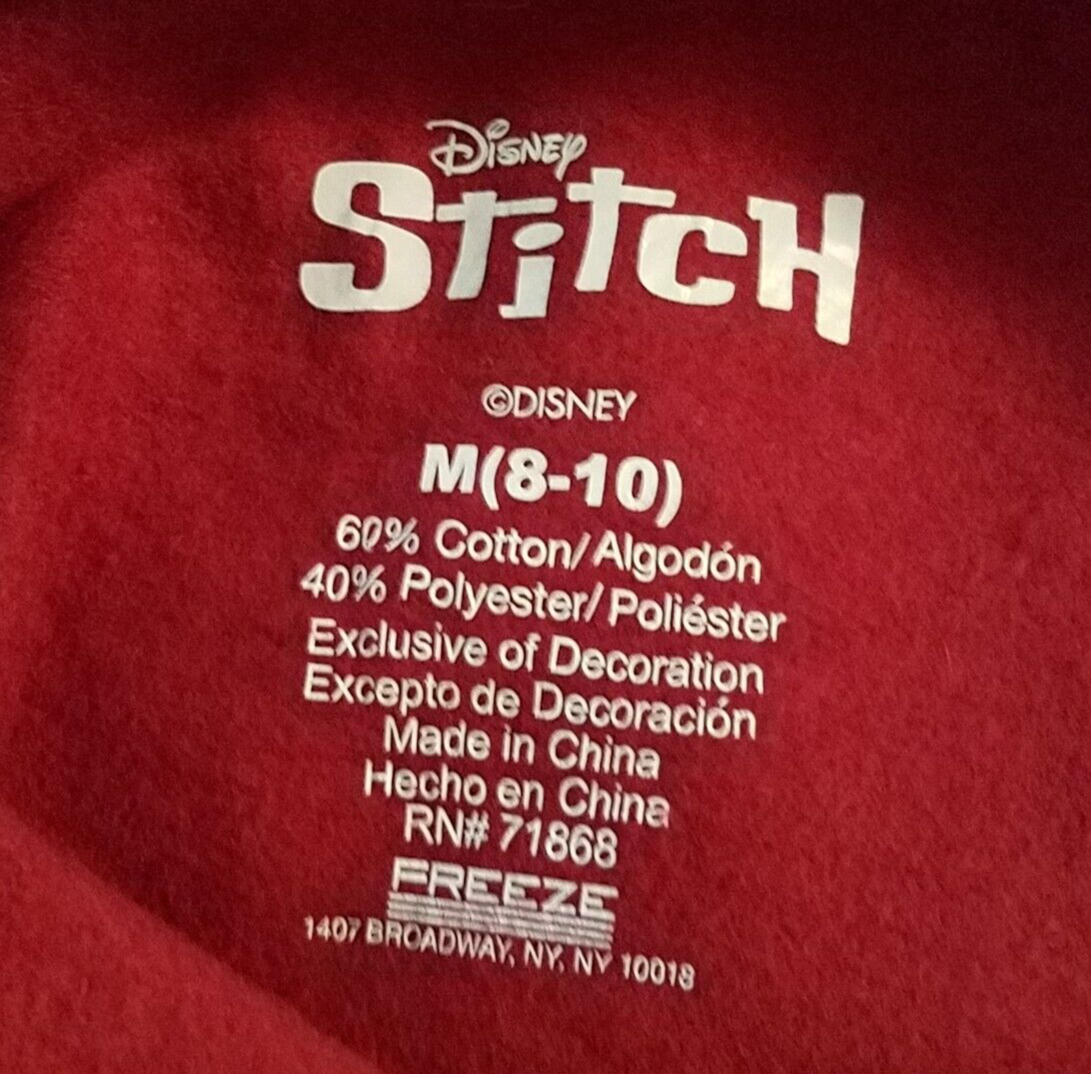 Disney
Stitch
©DISNEY
M(8-10)
60% Cotton/Algodón
40% Polyester/Poliéster
Exclusive of Decoration
Excepto de Decoración
Made in China
Hecho en China
RN# 71868
FREEZE
1407 BROADWAY, NY, NY 10018